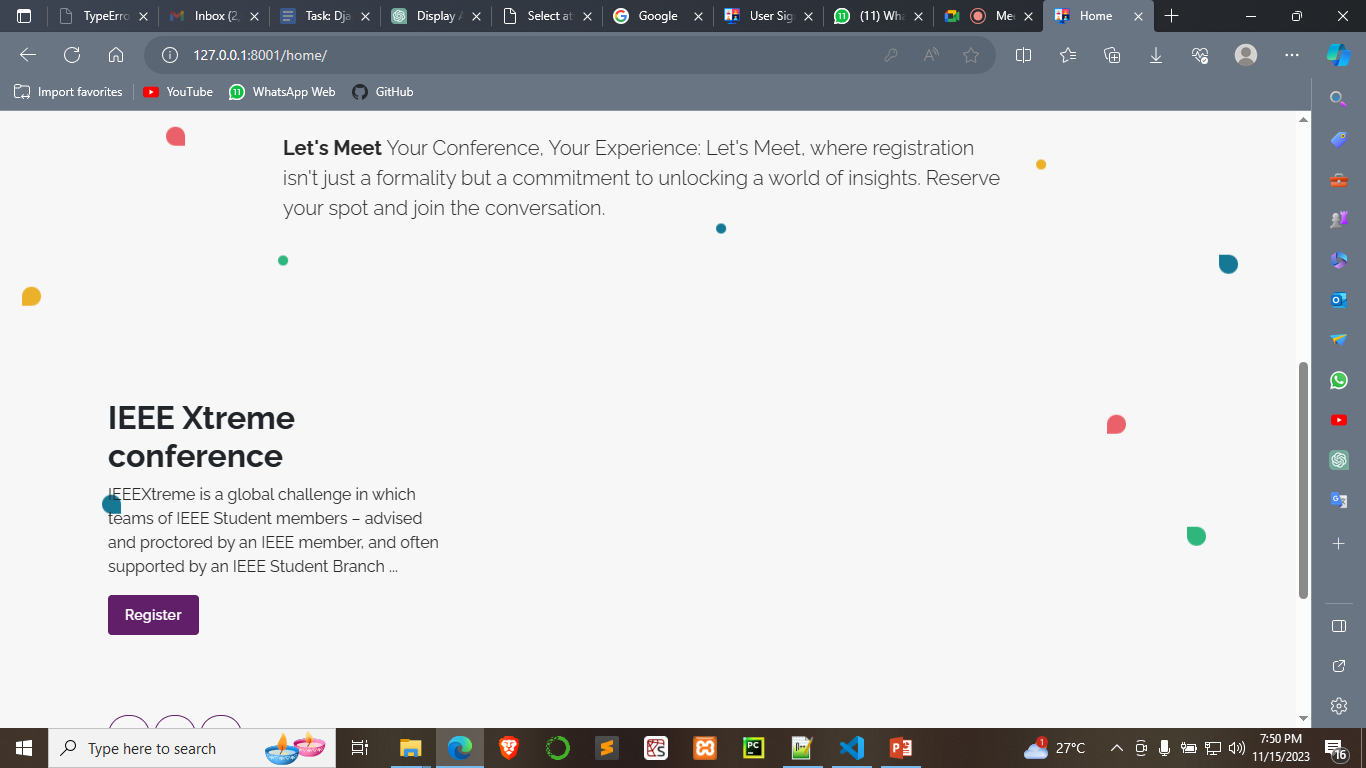 TypeErro
Inbox (2,
Task: Dja
Display A
Select at
Google
User Sig
(11) Wha
Mee
Home
127.0.0.1:8001/home/
Import favorites
YouTube
11
WhatsApp Web
GitHub
Let's Meet Your Conference, Your Experience: Let's Meet, where registration
isn't just a formality but a commitment to unlocking a world of insights. Reserve
your spot and join the conversation.
IEEE Xtreme
conference
IEEEXtreme is a global challenge in which
teams of IEEE Student members – advised
and proctored by an IEEE member, and often
supported by an IEEE Student Branch ...
Register
Type here to search
27°C
7:50 PM
11/15/2023
16